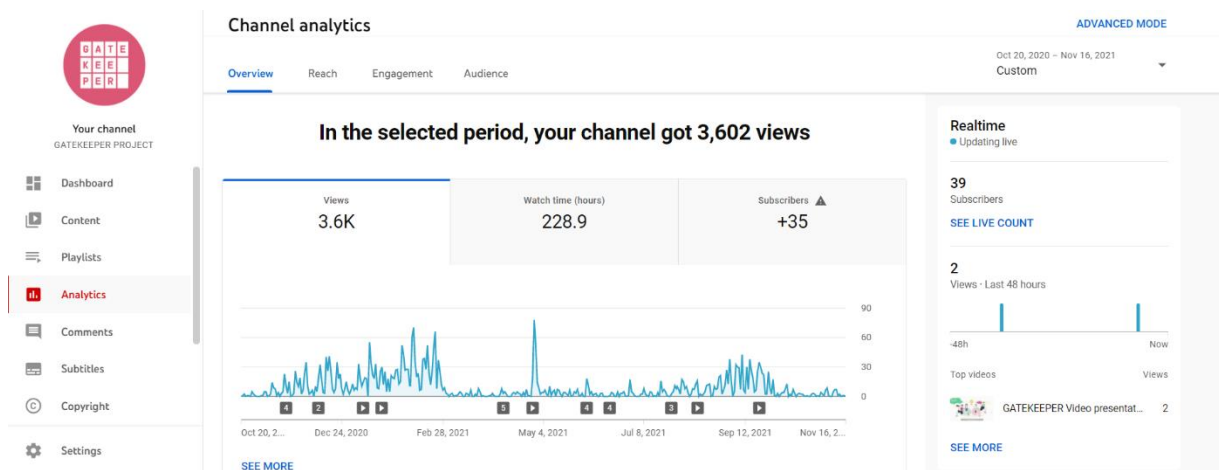 GATE
KEE
PER
Your channel
GATEKEEPER PROJECT
Dashboard
Content
Playlists
Analytics
Comments
Subtitles
Copyright
Settings
Channel analytics
ADVANCED MODE
Overview Reach Engagement Audience
Oct 20, 2020 – Nov 16, 2021
Custom
In the selected period, your channel got 3,602 views
Views Watch time (hours) Subscribers
3.6K 228.9 +35
90
60
30
0
4 2 5 4 4 3
Oct 20, 2... Dec 24, 2020 Feb 28, 2021 May 4, 2021 Jul 8, 2021 Sep 12, 2021 Nov 16, 2...
SEE MORE
Realtime
Updating live
39
Subscribers
SEE LIVE COUNT
2
Views · Last 48 hours
-48h Now
Top videos Views
GATEKEEPER Video presentat... 2
SEE MORE